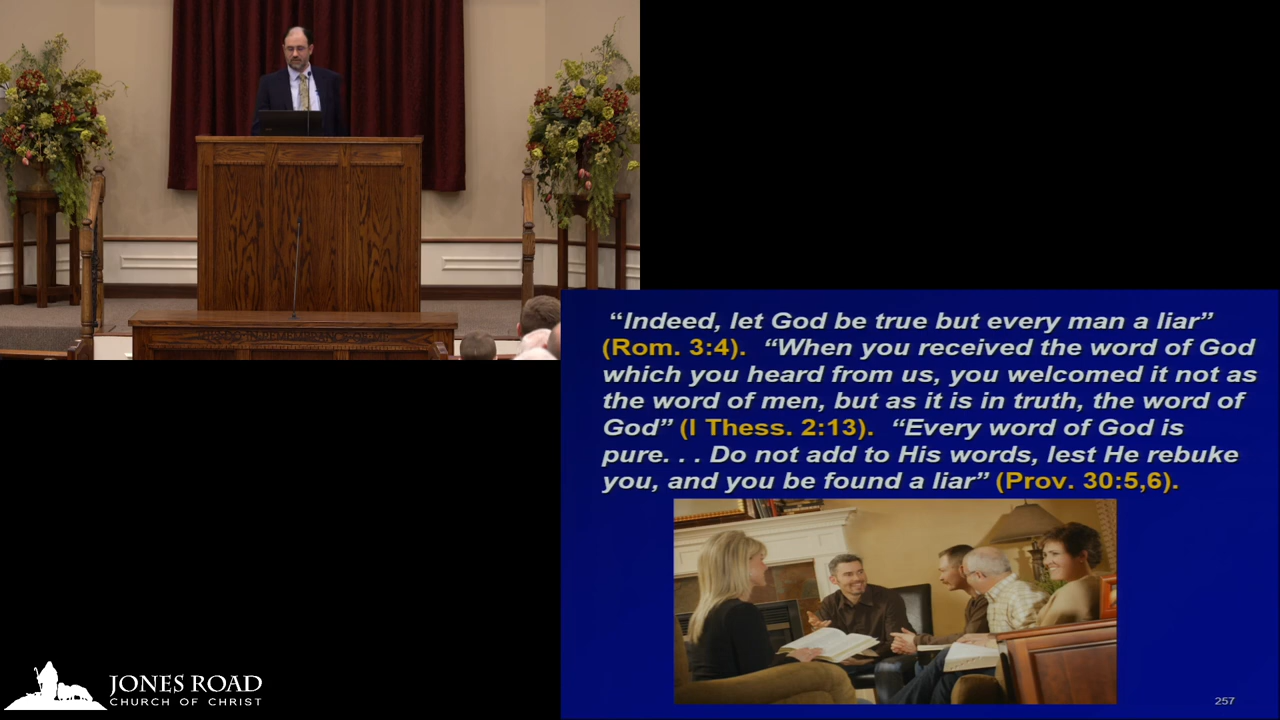 “Indeed, let God be true but every man a liar”
(Rom. 3:4). “When you received the word of God
which you heard from us, you welcomed it not as
the word of men, but as it is in truth, the word of
God” (I Thess. 2:13). “Every word of God is
pure. . . Do not add to His words, lest He rebuke
you, and you be found a liar” (Prov. 30:5,6).
257
JONES ROAD
CHURCH OF CHRIST